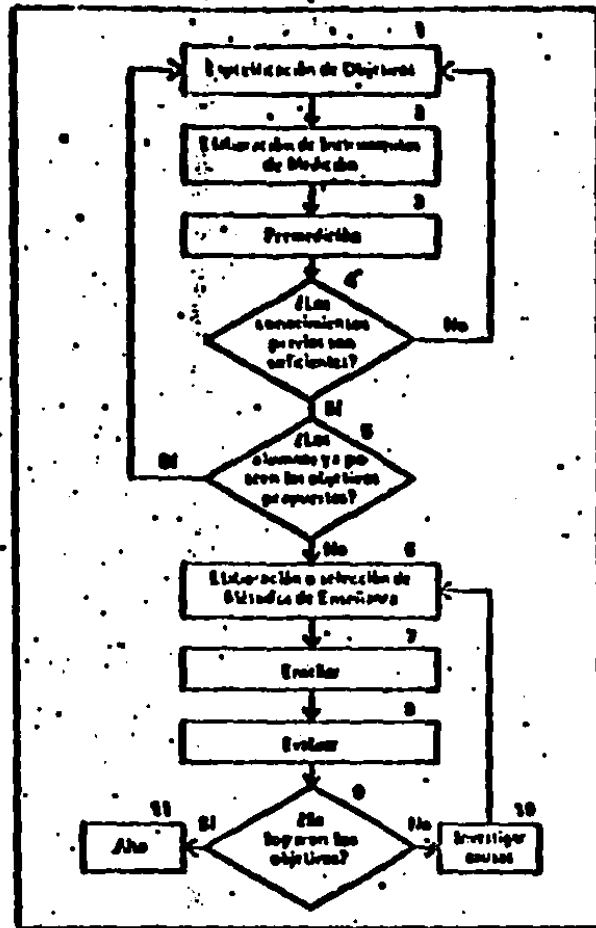 1
Especificación de Objetivos
2
Elaboración de Instrumentos
de Medición
3
Premedición
4
¿Los
conocimientos
previos son
suficientes?
No
Sí
5
¿Los
alumnos ya po
seen los objetivos
propuestos?
Sí
No
6
Elaboración o selección de
Métodos de Enseñanza
7
Enseñar
8
Evaluar
9
¿Se
lograron los
objetivos?
Sí
No
10
Investigar
causas
11
Alto